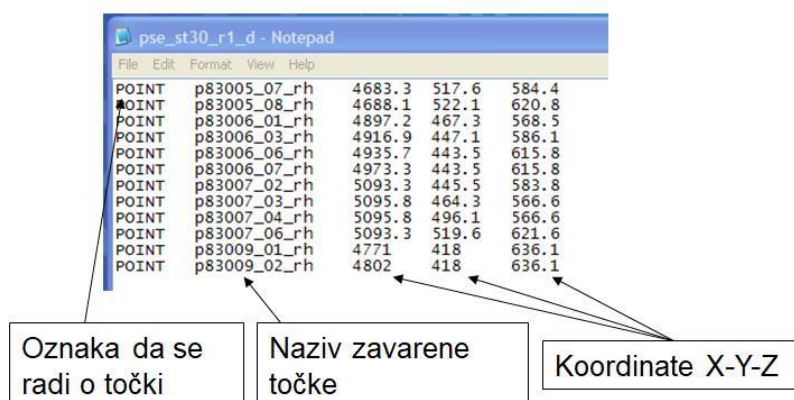 pse_st30_r1_d - Notepad
File Edit Format View Help
POINT p83005_07_rh 4683.3 517.6 584.4
POINT p83005_08_rh 4688.1 522.1 620.8
POINT p83006_01_rh 4897.2 467.3 568.5
POINT p83006_03_rh 4916.9 447.1 586.1
POINT p83006_06_rh 4935.7 443.5 615.8
POINT p83006_07_rh 4973.3 443.5 615.8
POINT p83007_02_rh 5093.3 445.5 583.8
POINT p83007_03_rh 5095.8 464.3 566.6
POINT p83007_04_rh 5095.8 496.1 566.6
POINT p83007_06_rh 5093.3 519.6 621.6
POINT p83009_01_rh 4771 418 636.1
POINT p83009_02_rh 4802 418 636.1
Oznaka da se
radi o točki
Naziv zavarene
točke
Koordinate X-Y-Z